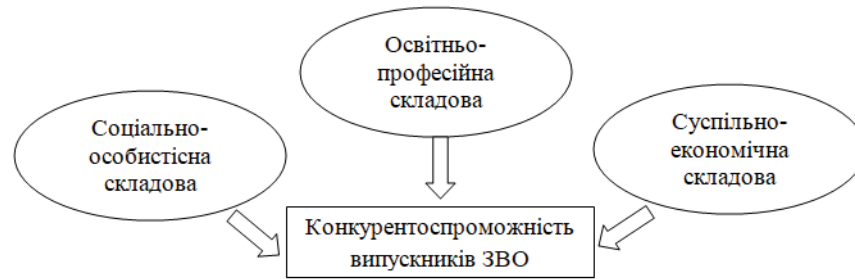 Освітньо-
професійна
складова
Соціально-
особистісна
складова
Суспільно-
економічна
складова
Конкурентоспроможність
випускників ЗВО